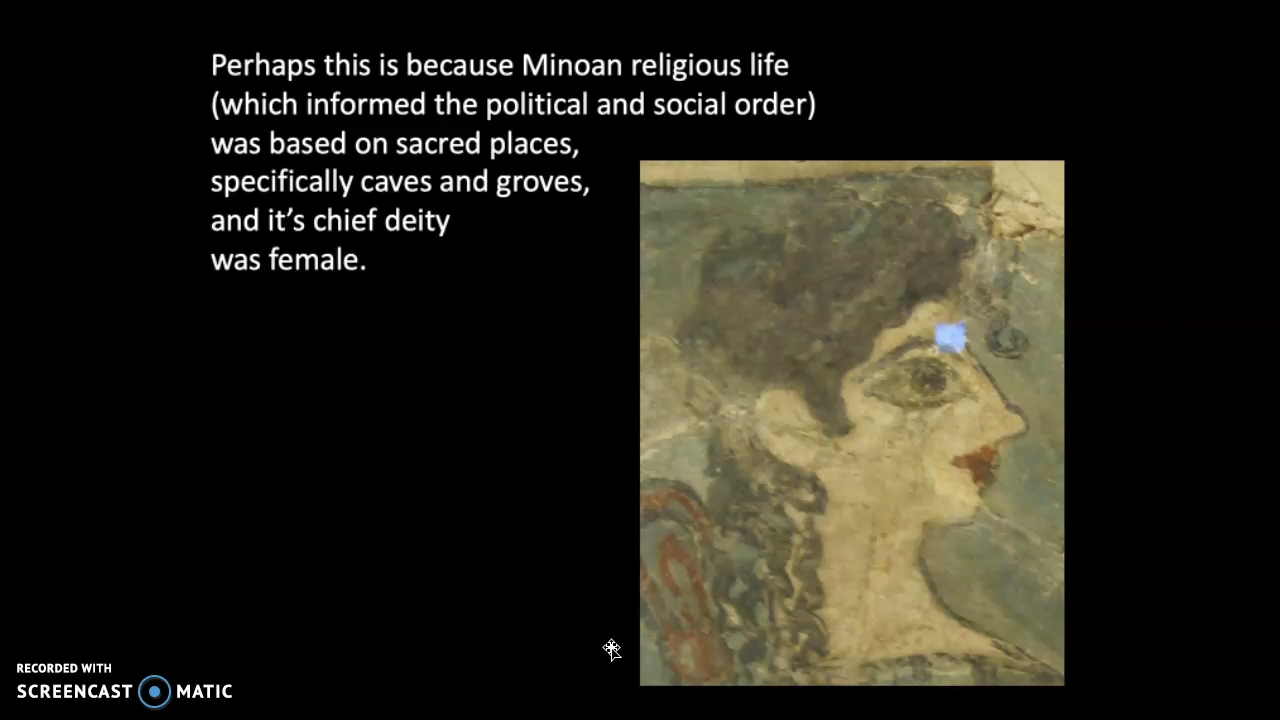 Perhaps this is because Minoan religious life
(which informed the political and social order)
was based on sacred places,
specifically caves and groves,
and it’s chief deity
was female.
RECORDED WITH
SCREENCAST MATIC